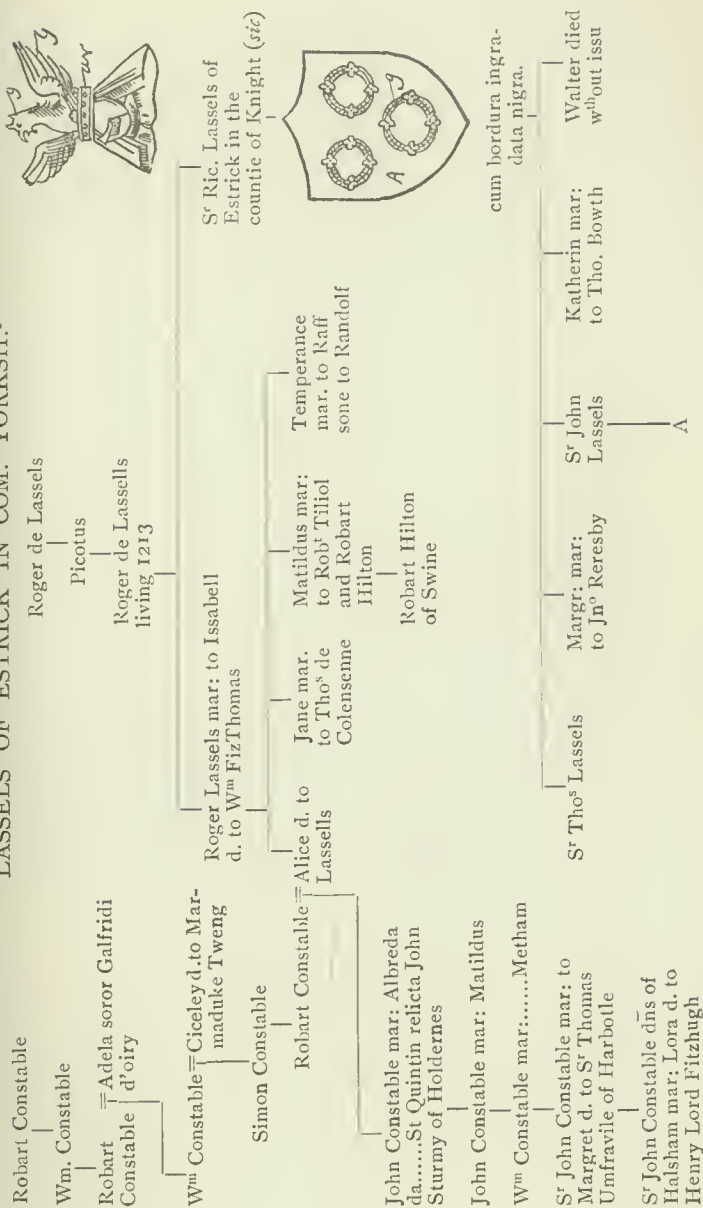 LASSELS OF ESTRICK IN COM. YORKSH.
Robart Constable
Wm. Constable
Robart
Constable
= Adela soror Galfridi
d'oiry
Wᵐ Constable = Ciceley d. to Mar-
maduke Tweng
Simon Constable
Robart Constable = Alice d. to
Lassells
John Constable mar: Albreda
da......St Quintin relicta John
Sturmy of Holdernes
John Constable mar: Matildus
Wᵐ Constable mar:......Metham
Sʳ John Constable mar: to
Margret d. to Sʳ Thomas
Umfravile of Harbotle
Sʳ John Constable dn̄s of
Halsham mar: Lora d. to
Henry Lord Fitzhugh
Roger de Lassels
Picotus
Roger de Lassells
living 1213
Roger Lassels mar: to Issabell
d. to Wᵐ FizThomas
Sʳ Ric. Lassels of
Estrick in the
countie of Knight (sic)
Jane mar.
to Thoˢ de
Colensenne
Matildus mar:
to Robᵗ Tiliol
and Robart
Hilton
Robart Hilton
of Swine
Temperance
mar. to Raff
sone to Randolf
g
g
ar
A
g
cum bordura ingra-
data nigra.
Sʳ Thoˢ Lassels
Margr: mar:
to Jnᵒ Reresby
Sʳ John
Lassels
A
Katherin mar:
to Tho. Bowth
Walter died
wᵗʰout issu